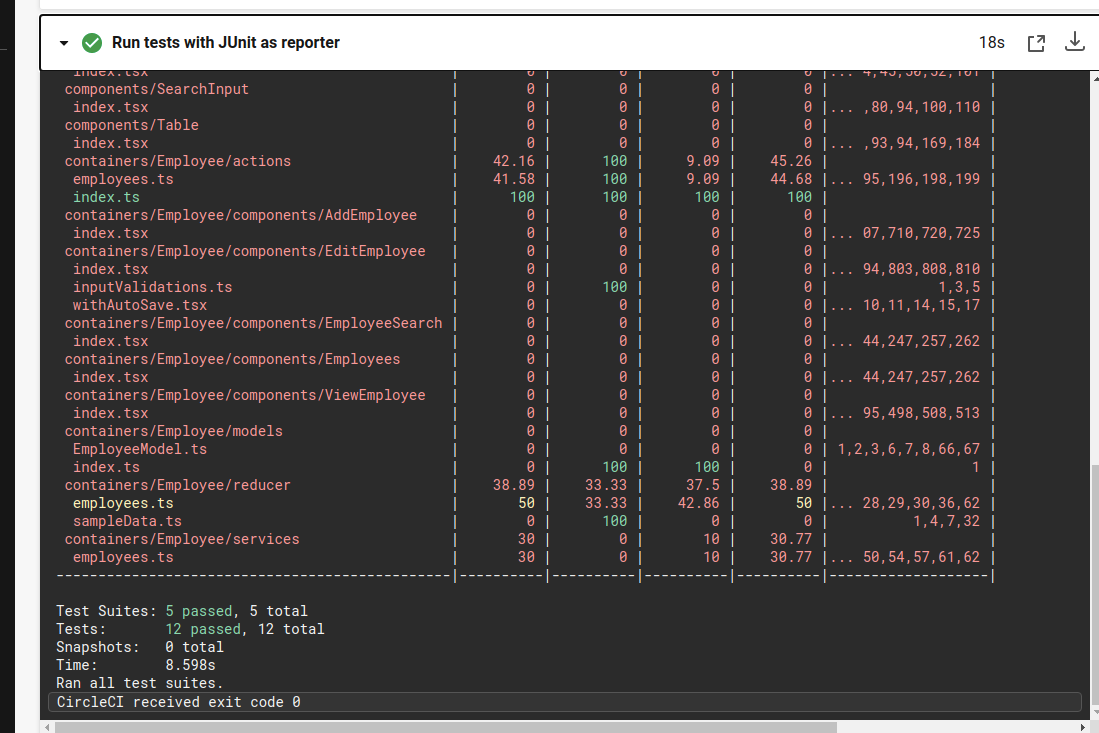 Run tests with JUnit as reporter 18s
index.tsx | 0 | 0 | 0 | 0 |... 4,45,50,52,101 |
components/SearchInput | 0 | 0 | 0 | 0 | |
index.tsx | 0 | 0 | 0 | 0 |... ,80,94,100,110 |
components/Table | 0 | 0 | 0 | 0 | |
index.tsx | 0 | 0 | 0 | 0 |... ,93,94,169,184 |
containers/Employee/actions | 42.16 | 100 | 9.09 | 45.26 | |
employees.ts | 41.58 | 100 | 9.09 | 44.68 |... 95,196,198,199 |
index.ts | 100 | 100 | 100 | 100 | |
containers/Employee/components/AddEmployee | 0 | 0 | 0 | 0 | |
index.tsx | 0 | 0 | 0 | 0 |... 07,710,720,725 |
containers/Employee/components/EditEmployee | 0 | 0 | 0 | 0 | |
index.tsx | 0 | 0 | 0 | 0 |... 94,803,808,810 |
inputValidations.ts | 0 | 100 | 0 | 0 | 1,3,5 |
withAutoSave.tsx | 0 | 0 | 0 | 0 |... 10,11,14,15,17 |
containers/Employee/components/EmployeeSearch | 0 | 0 | 0 | 0 | |
index.tsx | 0 | 0 | 0 | 0 |... 44,247,257,262 |
containers/Employee/components/Employees | 0 | 0 | 0 | 0 | |
index.tsx | 0 | 0 | 0 | 0 |... 44,247,257,262 |
containers/Employee/components/ViewEmployee | 0 | 0 | 0 | 0 | |
index.tsx | 0 | 0 | 0 | 0 |... 95,498,508,513 |
containers/Employee/models | 0 | 0 | 0 | 0 | |
EmployeeModel.ts | 0 | 0 | 0 | 0 | 1,2,3,6,7,8,66,67 |
index.ts | 0 | 100 | 100 | 0 | 1 |
containers/Employee/reducer | 38.89 | 33.33 | 37.5 | 38.89 | |
employees.ts | 50 | 33.33 | 42.86 | 50 |... 28,29,30,36,62 |
sampleData.ts | 0 | 100 | 0 | 0 | 1,4,7,32 |
containers/Employee/services | 30 | 0 | 10 | 30.77 | |
employees.ts | 30 | 0 | 10 | 30.77 |... 50,54,57,61,62 |
-----------------------------------------------|----------|----------|----------|----------|-------------------|
Test Suites: 5 passed, 5 total
Tests: 12 passed, 12 total
Snapshots: 0 total
Time: 8.598s
Ran all test suites.
CircleCI received exit code 0